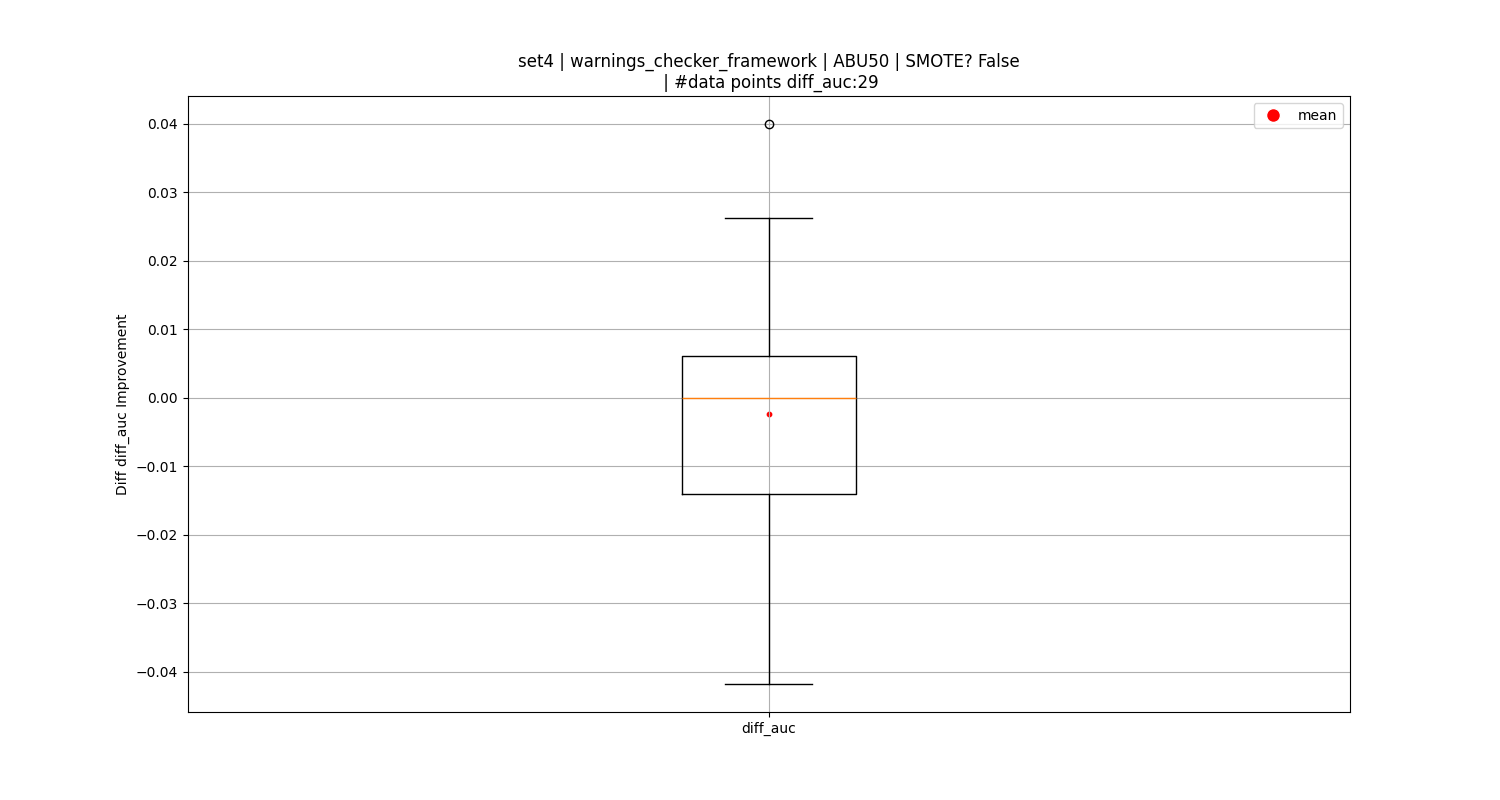 set4 | warnings_checker_framework | ABU50 | SMOTE? False
| #data points diff_auc:29
mean
0.04
0.03
0.02
0.01
0.00
−0.01
−0.02
−0.03
−0.04
Diff diff_auc Improvement
diff_auc